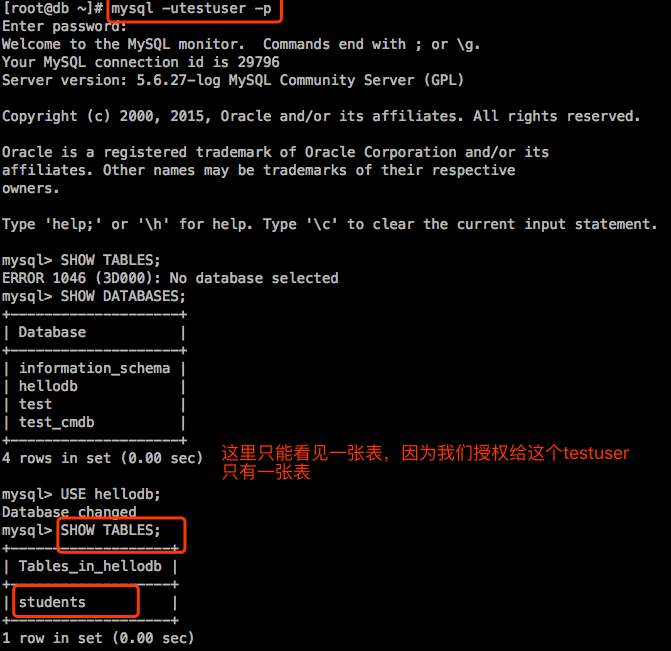 [root@db ~]# mysql -utestuser -p
Enter password:
Welcome to the MySQL monitor.  Commands end with ; or \g.
Your MySQL connection id is 29796
Server version: 5.6.27-log MySQL Community Server (GPL)
Copyright (c) 2000, 2015, Oracle and/or its affiliates. All rights reserved.
Oracle is a registered trademark of Oracle Corporation and/or its
affiliates. Other names may be trademarks of their respective
owners.
Type 'help;' or '\h' for help. Type '\c' to clear the current input statement.
mysql> SHOW TABLES;
ERROR 1046 (3D000): No database selected
mysql> SHOW DATABASES;
+--------------------+
| Database           |
+--------------------+
| information_schema |
| hellodb            |
| test               |
| test_cmdb          |
+--------------------+
4 rows in set (0.00 sec)
这里只能看见一张表，因为我们授权给这个testuser
只有一张表
mysql> USE hellodb;
Database changed
mysql> SHOW TABLES;
+-------------------+
| Tables_in_hellodb |
+-------------------+
| students          |
+-------------------+
1 row in set (0.00 sec)